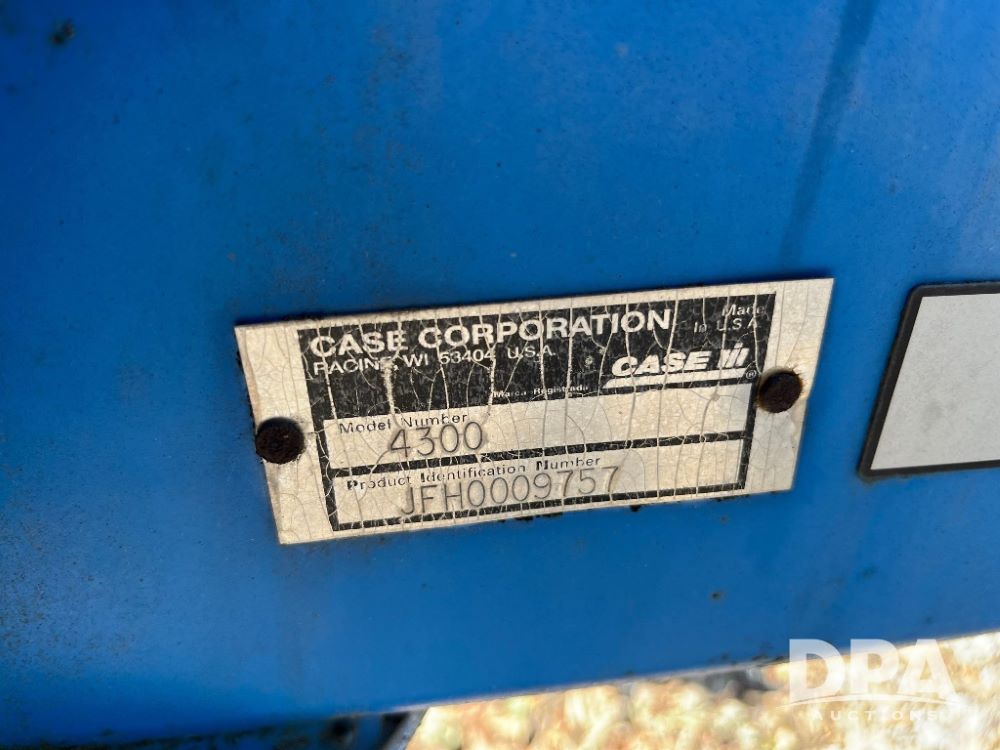 CASE CORPORATION
RACINE, WI 53404 U.S.A.
Made
In U.S.A.
CASE IH ®
Marca Registrada
Model Number
4300
Product Identification Number
JFH0009757
DPA
AUCTIONS